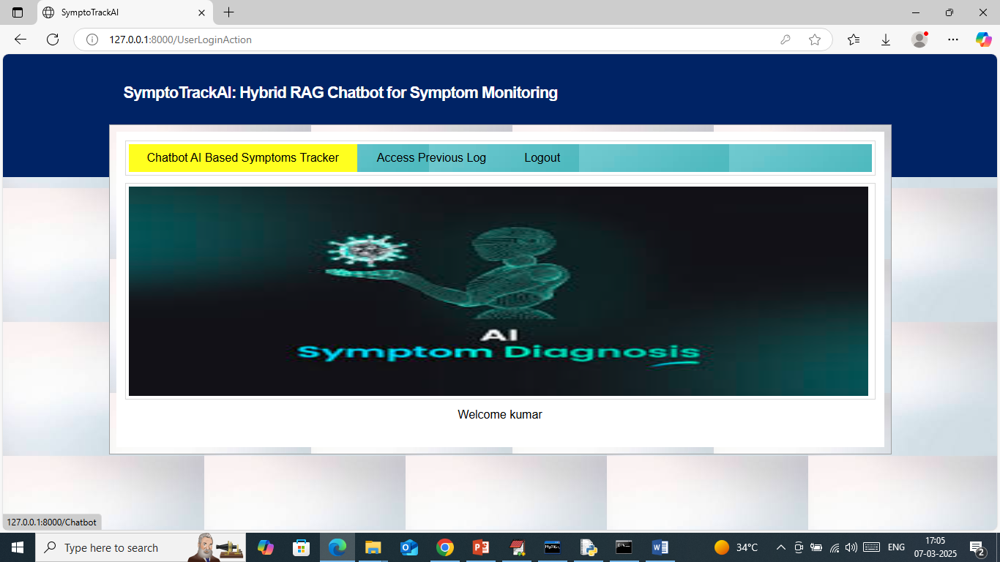 SymptoTrackAI
127.0.0.1:8000/UserLoginAction
SymptoTrackAI: Hybrid RAG Chatbot for Symptom Monitoring
Chatbot AI Based Symptoms Tracker Access Previous Log Logout
AI
Symptom Diagnosis
Welcome kumar
127.0.0.1:8000/Chatbot
Type here to search
34°C
ENG
17:05
07-03-2025
2